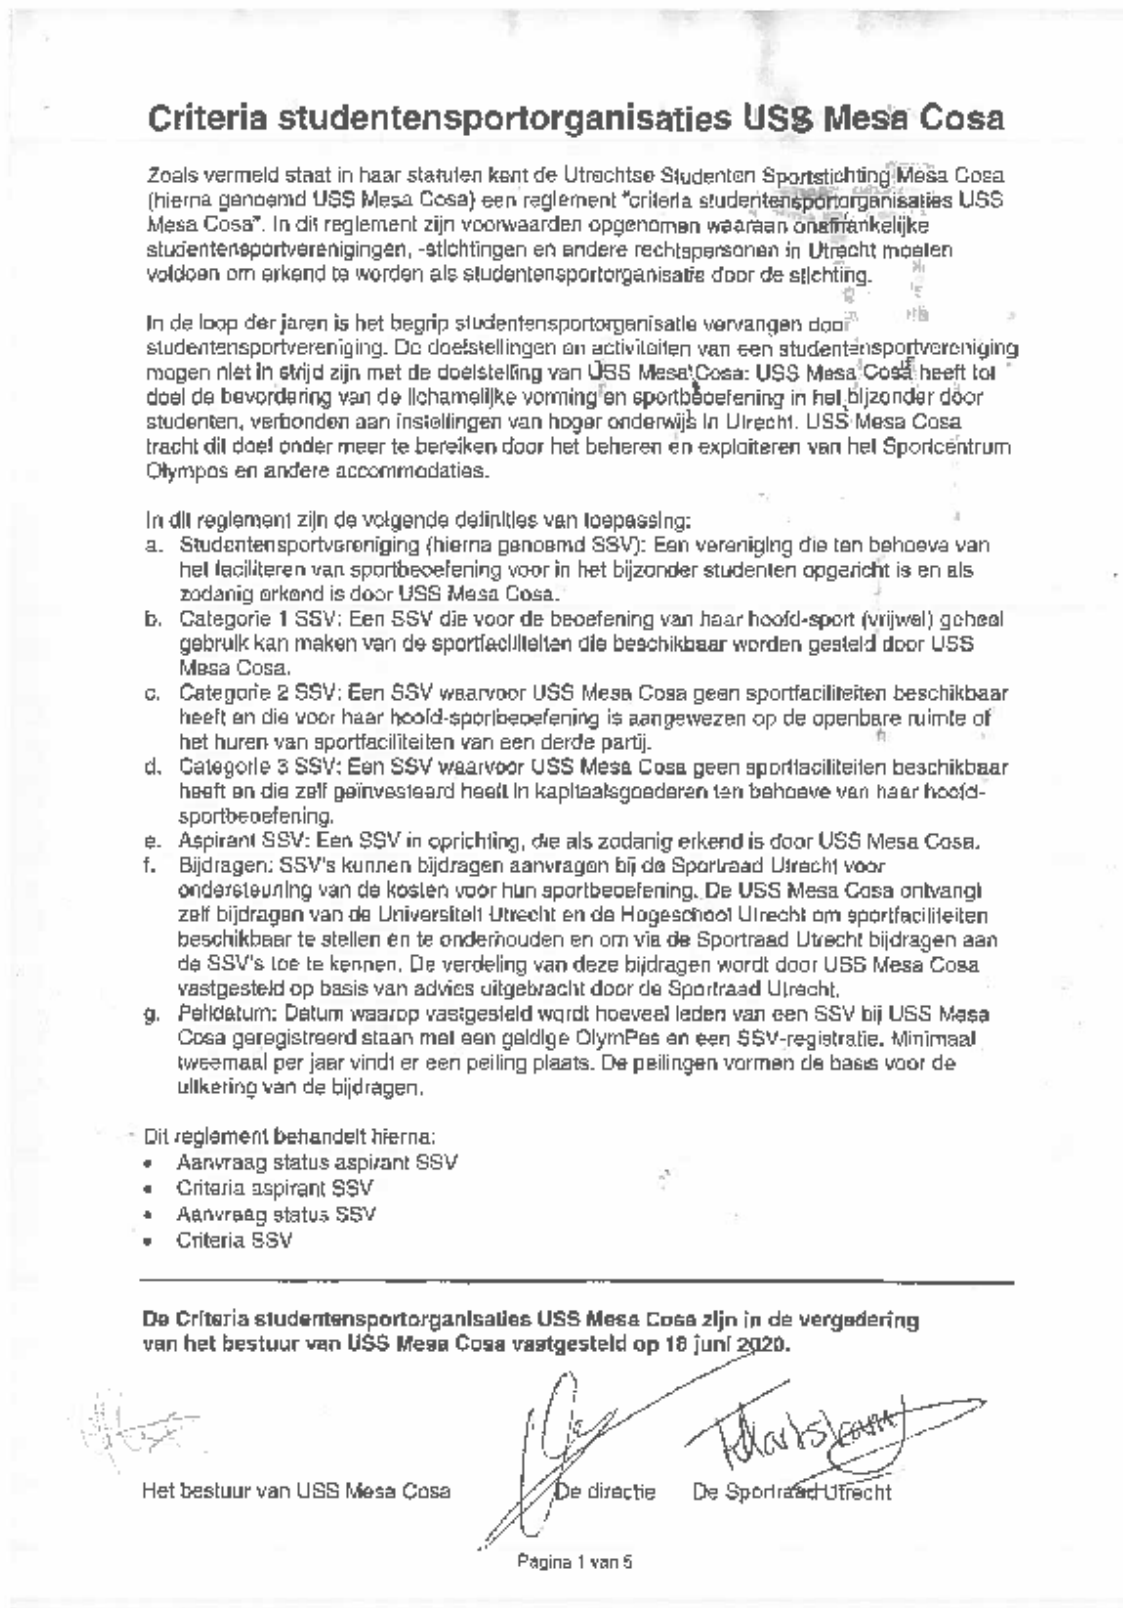 Criteria studentensportorganisaties USS Mesa Cosa
Zoals vermeld staat in haar statuten kent de Utrechtse Studenten Sportstichting Mesa Cosa
(hierna genoemd USS Mesa Cosa) een reglement "criteria studentensportorganisaties USS
Mesa Cosa". In dit reglement zijn voorwaarden opgenomen waaraan onafhankelijke
studentensportverenigingen, -stichtingen en andere rechtspersonen in Utrecht moeten
voldoen om erkend te worden als studentensportorganisatie door de stichting.
In de loop der jaren is het begrip studentensportorganisatie vervangen door
studentensportvereniging. De doelstellingen en activiteiten van een studentensportvereniging
mogen niet in strijd zijn met de doelstelling van USS Mesa Cosa: USS Mesa Cosa heeft tot
doel de bevordering van de lichamelijke vorming en sportbeoefening in het bijzonder door
studenten, verbonden aan instellingen van hoger onderwijs in Utrecht. USS Mesa Cosa
tracht dit doel onder meer te bereiken door het beheren en exploiteren van het Sportcentrum
Olympos en andere accommodaties.
In dit reglement zijn de volgende definities van toepassing:
a. Studentensportvereniging (hierna genoemd SSV): Een vereniging die ten behoeve van
het faciliteren van sportbeoefening voor in het bijzonder studenten opgericht is en als
zodanig erkend is door USS Mesa Cosa.
b. Categorie 1 SSV: Een SSV die voor de beoefening van haar hoofd-sport (vrijwel) geheel
gebruik kan maken van de sportfaciliteiten die beschikbaar worden gesteld door USS
Mesa Cosa.
c. Categorie 2 SSV: Een SSV waarvoor USS Mesa Cosa geen sportfaciliteiten beschikbaar
heeft en die voor haar hoofd-sportbeoefening is aangewezen op de openbare ruimte of
het huren van sportfaciliteiten van een derde partij.
d. Categorie 3 SSV: Een SSV waarvoor USS Mesa Cosa geen sportfaciliteiten beschikbaar
heeft en die zelf geïnvesteerd heeft in kapitaalsgoederen ten behoeve van haar hoofd-
sportbeoefening.
e. Aspirant SSV: Een SSV in oprichting, die als zodanig erkend is door USS Mesa Cosa.
f. Bijdragen: SSV's kunnen bijdragen aanvragen bij de Sportraad Utrecht voor
ondersteuning van de kosten voor hun sportbeoefening. De USS Mesa Cosa ontvangt
zelf bijdragen van de Universiteit Utrecht en de Hogeschool Utrecht om sportfaciliteiten
beschikbaar te stellen en te onderhouden en om via de Sportraad Utrecht bijdragen aan
de SSV's toe te kennen. De verdeling van deze bijdragen wordt door USS Mesa Cosa
vastgesteld op basis van advies uitgebracht door de Sportraad Utrecht.
g. Peildatum: Datum waarop vastgesteld wordt hoeveel leden van een SSV bij USS Mesa
Cosa geregistreerd staan met een geldige OlymPas en een SSV-registratie. Minimaal
tweemaal per jaar vindt er een peiling plaats. De peilingen vormen de basis voor de
uitkering van de bijdragen.
Dit reglement behandelt hierna:
• Aanvraag status aspirant SSV
• Criteria aspirant SSV
• Aanvraag status SSV
• Criteria SSV
De Criteria studentensportorganisaties USS Mesa Cosa zijn in de vergadering
van het bestuur van USS Mesa Cosa vastgesteld op 18 juni 2020.
Het bestuur van USS Mesa Cosa De directie De Sportraad Utrecht
Pagina 1 van 5